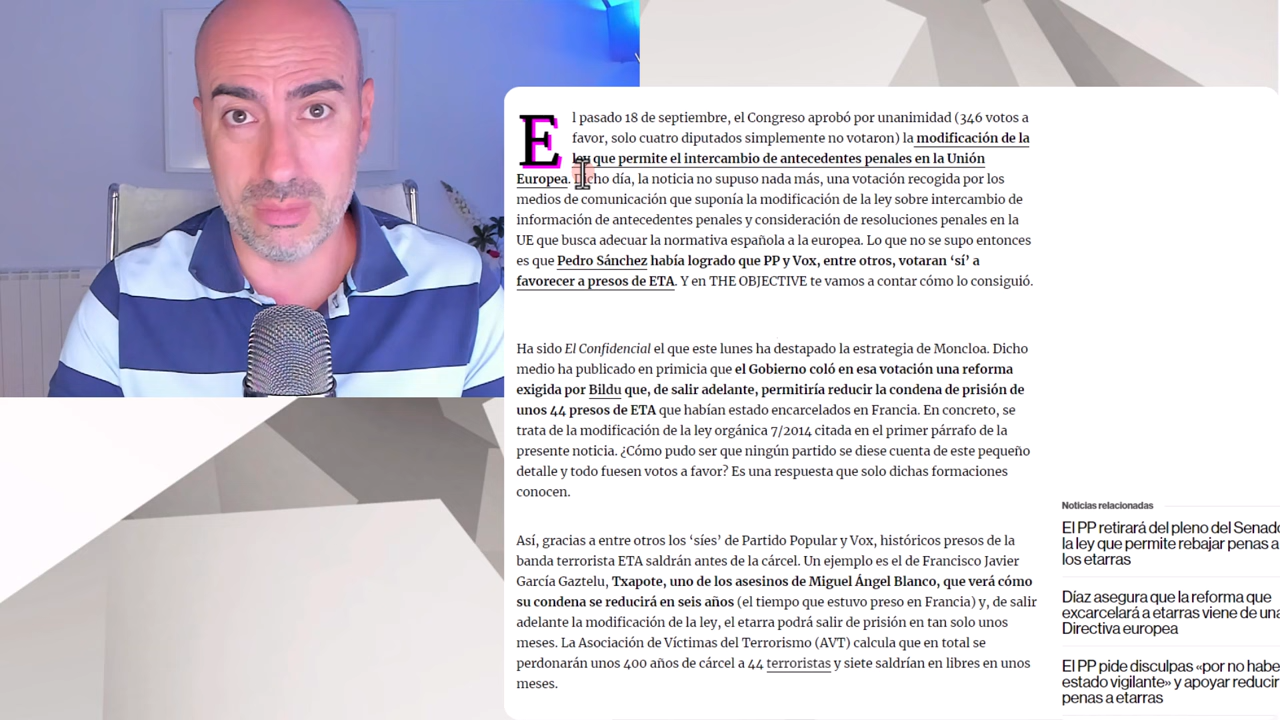 El pasado 18 de septiembre, el Congreso aprobó por unanimidad (346 votos a
favor, solo cuatro diputados simplemente no votaron) la modificación de la
ley que permite el intercambio de antecedentes penales en la Unión
Europea. Dicho día, la noticia no supuso nada más, una votación recogida por los
medios de comunicación que suponía la modificación de la ley sobre intercambio de
información de antecedentes penales y consideración de resoluciones penales en la
UE que busca adecuar la normativa española a la europea. Lo que no se supo entonces
es que Pedro Sánchez había logrado que PP y Vox, entre otros, votaran ‘sí’ a
favorecer a presos de ETA. Y en THE OBJECTIVE te vamos a contar cómo lo consiguió.
Ha sido El Confidencial el que este lunes ha destapado la estrategia de Moncloa. Dicho
medio ha publicado en primicia que el Gobierno coló en esa votación una reforma
exigida por Bildu que, de salir adelante, permitiría reducir la condena de prisión de
unos 44 presos de ETA que habían estado encarcelados en Francia. En concreto, se
trata de la modificación de la ley orgánica 7/2014 citada en el primer párrafo de la
presente noticia. ¿Cómo pudo ser que ningún partido se diese cuenta de este pequeño
detalle y todo fuesen votos a favor? Es una respuesta que solo dichas formaciones
conocen.
Así, gracias a entre otros los ‘síes’ de Partido Popular y Vox, históricos presos de la
banda terrorista ETA saldrán antes de la cárcel. Un ejemplo es el de Francisco Javier
García Gaztelu, Txapote, uno de los asesinos de Miguel Ángel Blanco, que verá cómo
su condena se reducirá en seis años (el tiempo que estuvo preso en Francia) y, de salir
adelante la modificación de la ley, el etarra podrá salir de prisión en tan solo unos
meses. La Asociación de Víctimas del Terrorismo (AVT) calcula que en total se
perdonarán unos 400 años de cárcel a 44 terroristas y siete saldrían en libres en unos
meses.
Noticias relacionadas
El PP retirará del pleno del Senado
la ley que permite rebajar penas a
los etarras
Díaz asegura que la reforma que
excarcelará a etarras viene de una
Directiva europea
El PP pide disculpas «por no habe
estado vigilante» y apoyar reducir
penas a etarras